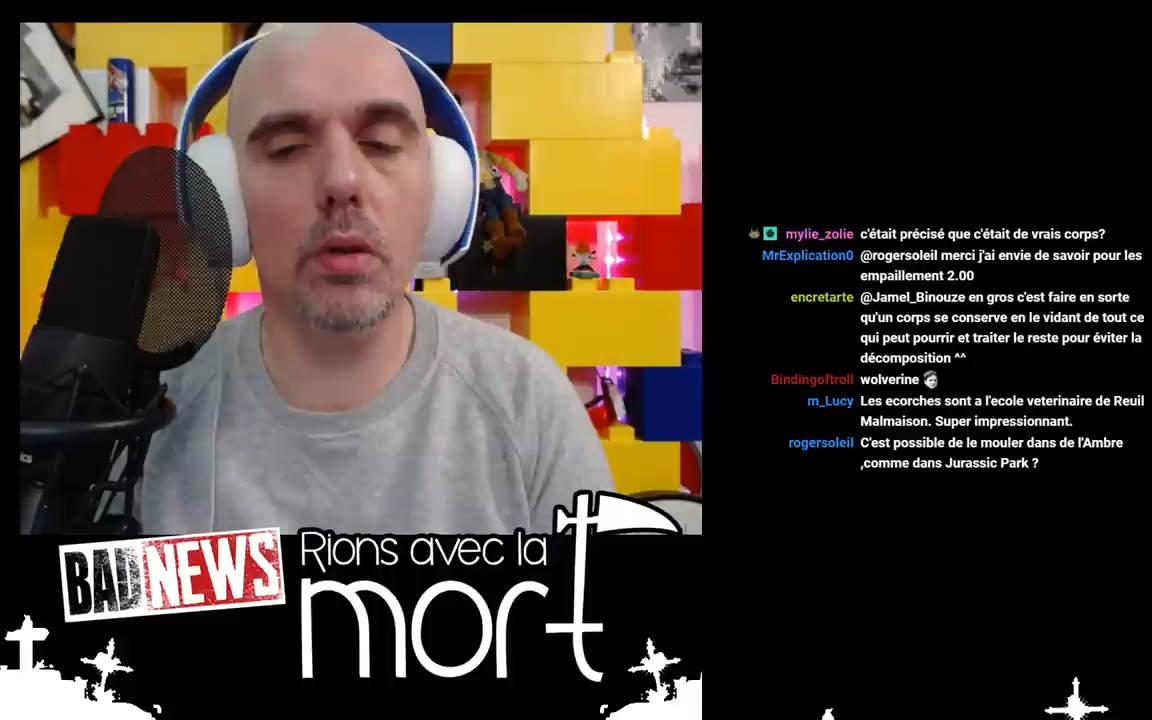 mylie_zolie c'était précisé que c'était de vrais corps?
MrExplication0 @rogersoleil merci j'ai envie de savoir pour les
empaillement 2.00
encretarte @Jamel_Binouze en gros c'est faire en sorte
qu'un corps se conserve en le vidant de tout ce
qui peut pourrir et traiter le reste pour éviter la
décomposition ^^
Bindingoftroll wolverine
m_Lucy Les ecorches sont a l'ecole veterinaire de Reuil
Malmaison. Super impressionnant.
rogersoleil C'est possible de le mouler dans de l'Ambre
,comme dans Jurassic Park ?
BAD NEWS
Rions avec la
mort